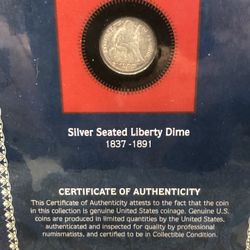 Silver Seated Liberty Dime
1837 -1891
CERTIFICATE OF AUTHENTICITY
This Certificate of Authenticity attests to the fact that the coin
in this collection is genuine United States coinage. Genuine U.S.
coins are produced in limited quantities by the United States,
authenticated and inspected for quality by professional
numismatists, and certified to be in Collectible Condition.